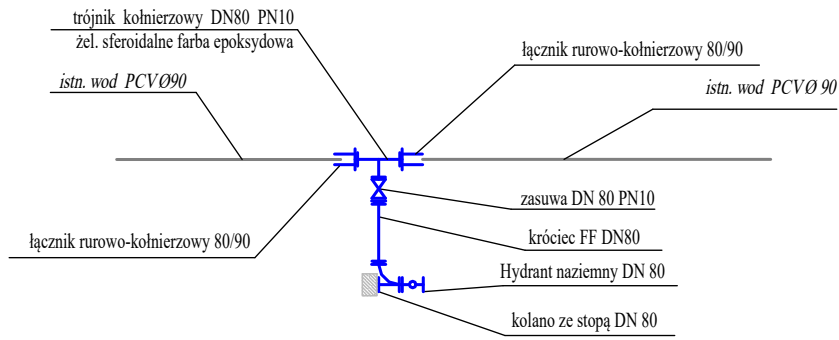 trójnik kołnierzowy DN80 PN10
żel. sferoidalne farba epoksydowa
łącznik rurowo-kołnierzowy 80/90
istn. wod PCVØ90
istn. wod PCVØ 90
zasuwa DN 80 PN10
łącznik rurowo-kołnierzowy 80/90
króciec FF DN80
Hydrant naziemny DN 80
kolano ze stopą DN 80